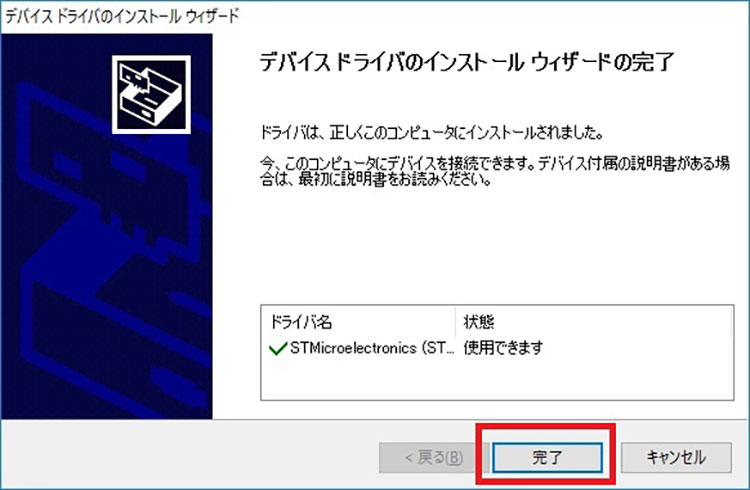 デバイス ドライバのインストール ウィザード
デバイス ドライバのインストール ウィザードの完了
ドライバは、正しくこのコンピュータにインストールされました。
今、このコンピュータにデバイスを接続できます。デバイス付属の説明書がある場
合は、最初に説明書をお読みください。
ドライバ名 状態
STMicroelectronics (ST... 使用できます
< 戻る(B) 完了 キャンセル